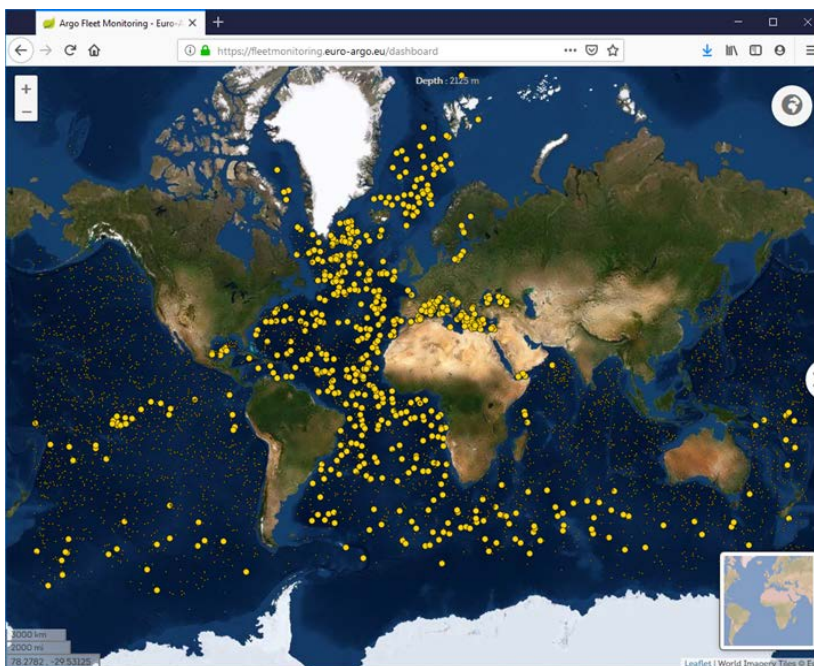 Argo Fleet Monitoring - Euro-A
https://fleetmonitoring.euro-argo.eu/dashboard
Depth : 2125 m
+
−
3000 km
2000 mi
78.2782 , -29.53125
Leaflet | World Imagery Tiles © E